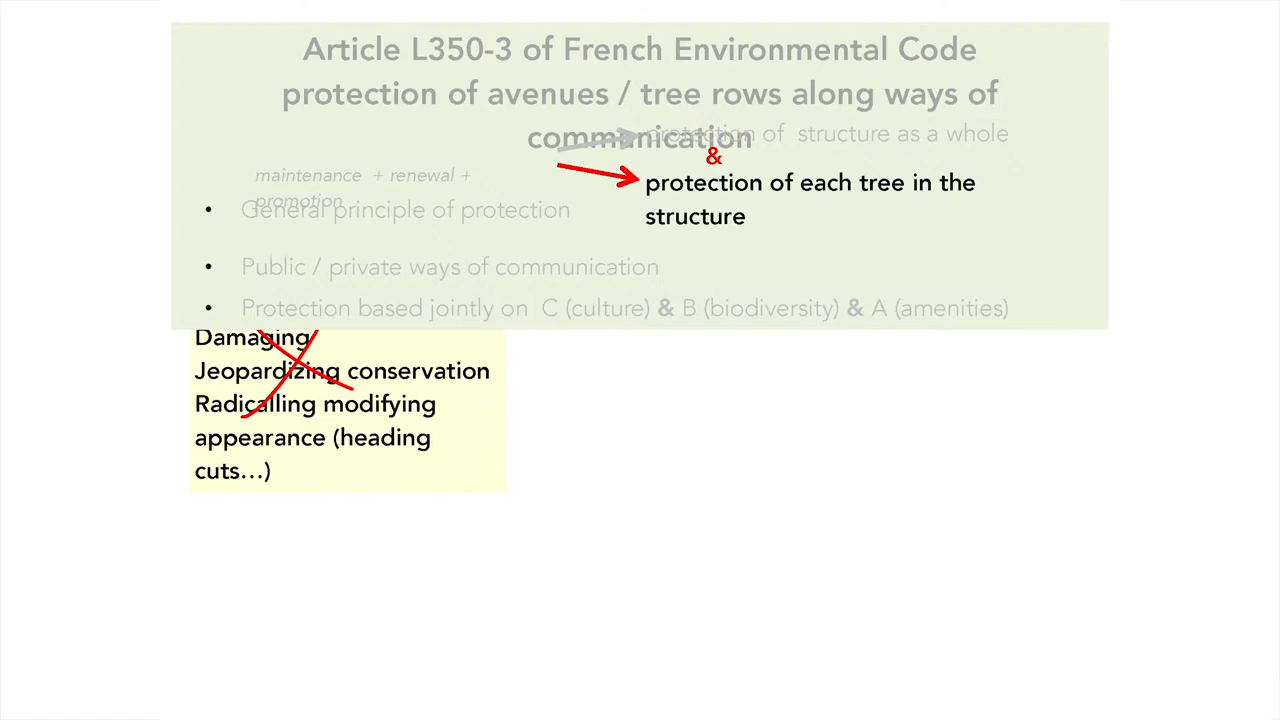 Article L350-3 of French Environmental Code
protection of avenues / tree rows along ways of
communication
protection of structure as a whole
&
maintenance + renewal +
promotion
protection of each tree in the
structure
• General principle of protection
• Public / private ways of communication
• Protection based jointly on C (culture) & B (biodiversity) & A (amenities)
Damaging
Jeopardizing conservation
Radicalling modifying
appearance (heading
cuts…)